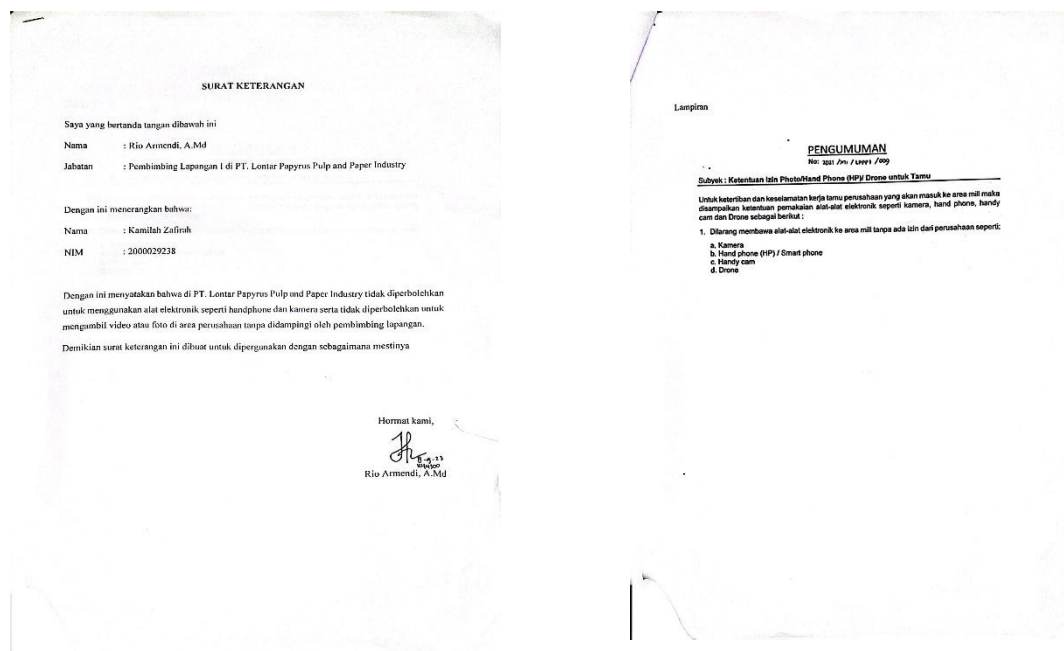 SURAT KETERANGAN
Saya yang bertanda tangan dibawah ini
Nama : Rio Armendi, A.Md
Jabatan : Pembimbing Lapangan I di PT. Lontar Papyrus Pulp and Paper Industry
Dengan ini menerangkan bahwa:
Nama : Kamilah Zafirah
NIM : 2000029238
Dengan ini menyatakan bahwa di PT. Lontar Papyrus Pulp and Paper Industry tidak diperbolehkan
untuk menggunakan alat elektronik seperti handphone dan kamera serta tidak diperbolehkan untuk
mengambil video atau foto di area perusahaan tanpa didampingi oleh pembimbing lapangan.
Demikian surat keterangan ini dibuat untuk dipergunakan dengan sebagaimana mestinya
Hormat kami,
Rio Armendi, A.Md
Lampiran
PENGUMUMAN
No: 2021 / /009
Subyek : Ketentuan Izin Photo/Hand Phone (HP)/ Drone untuk Tamu
Untuk ketertiban dan keselamatan kerja tamu perusahaan yang akan masuk ke area mill maka
disampaikan ketentuan pemakaian alat-alat elektronik seperti kamera, hand phone, handy
cam dan Drone sebagai berikut :
1. Dilarang membawa alat-alat elektronik ke area mill tanpa ada izin dari perusahaan seperti:
a. Kamera
b. Hand phone (HP) / Smart phone
c. Handy cam
d. Drone